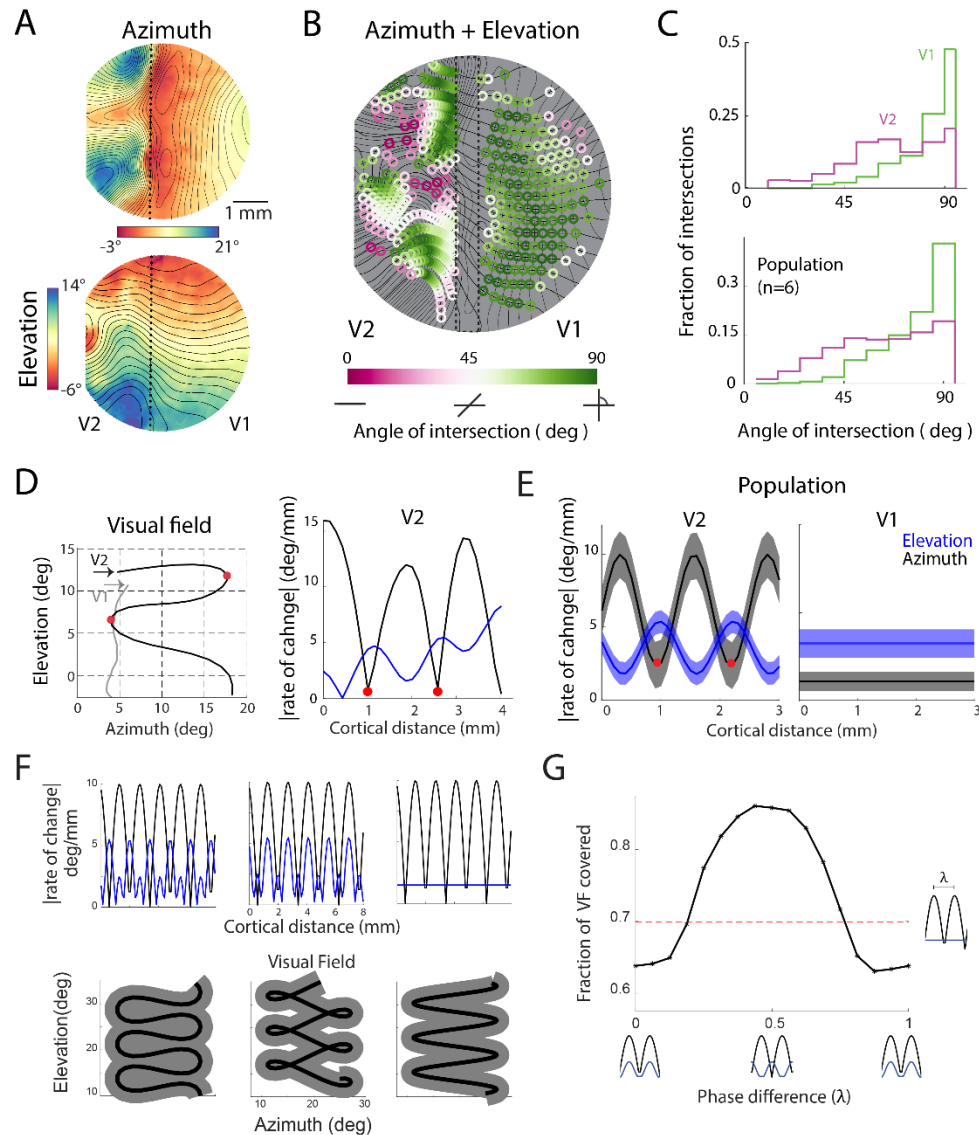 A
Azimuth
1 mm
-3°
21°
14°
Elevation
-6°
V2
V1
B
Azimuth + Elevation
V2
V1
0
45
90
Angle of intersection ( deg )
C
0.5
V1
0.25
V2
0
45
90
Fraction of intersections
0.3
Population
(n=6)
0.15
0
45
90
Angle of intersection ( deg )
D
Visual field
15
V2
V1
10
5
0
Elevation (deg)
0
5
10
15
20
Azimuth (deg)
V2
|rate of cahnge| (deg/mm)
15
10
5
0
0
1
2
3
4
Cortical distance (mm)
E
Population
V2
V1
Elevation
Azimuth
|rate of cahnge| (deg/mm)
10
5
0
0
1
2
3
0
1
2
3
Cortical distance (mm)
F
|rate of change|
deg/mm
10
5
0
0
2
4
6
8
Cortical distance (mm)
Visual Field
Elevation(deg)
30
20
10
10
20
30
Azimuth (deg)
G
Fraction of VF covered
0.8
0.7
0.6
λ
0
0.5
1
Phase difference (λ)